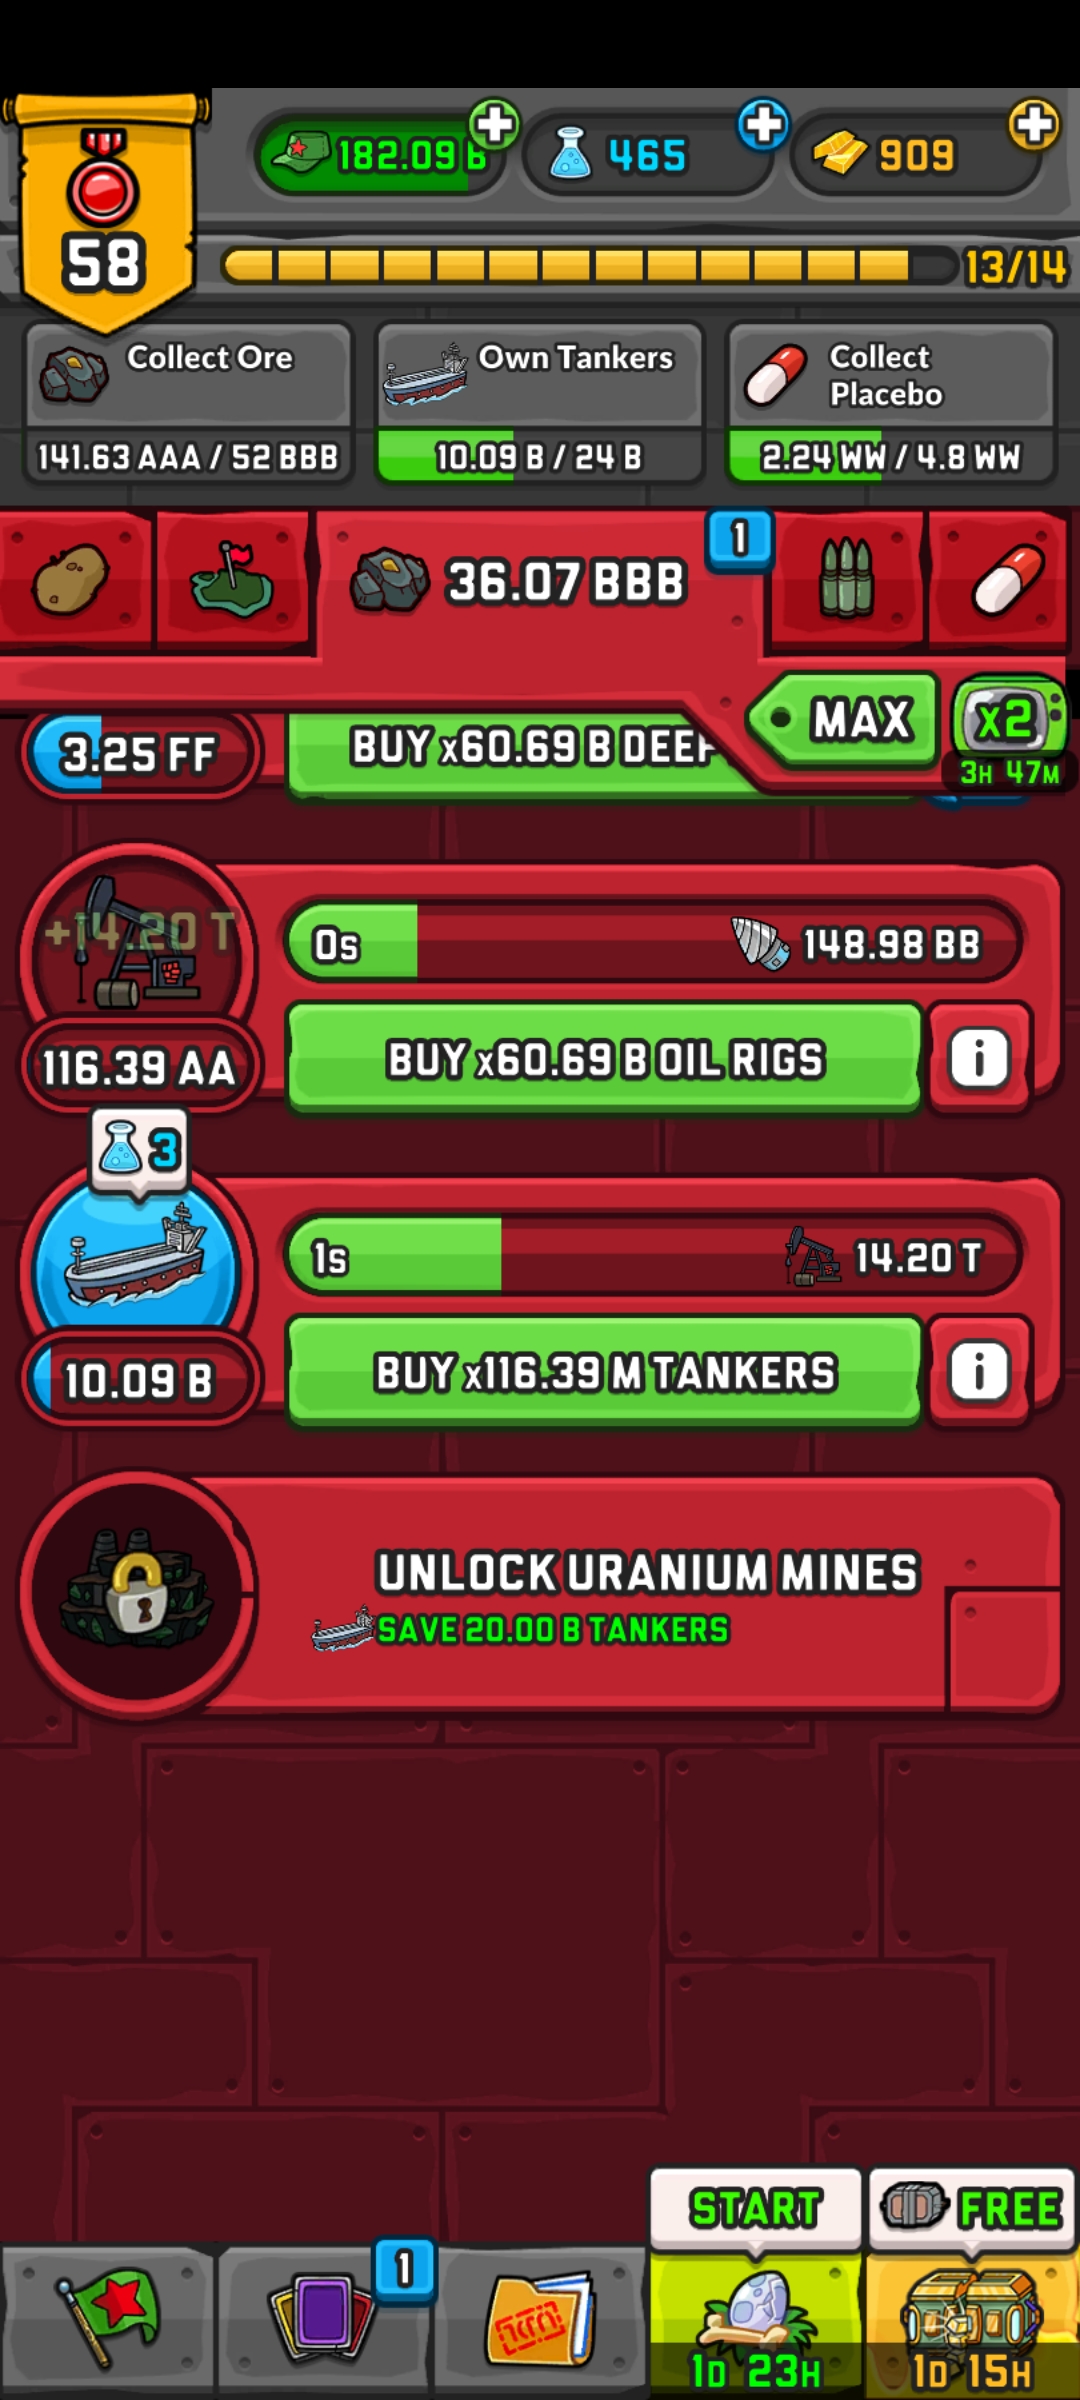 58
182.09 B
465
909
13/14
Collect Ore
141.63 AAA / 52 BBB
Own Tankers
10.09 B / 24 B
Collect
Placebo
2.24 WW / 4.8 WW
36.07 BBB
1
MAX
x2
3H 47M
3.25 FF
BUY x60.69 B DEEP
+14.20 T
0s
148.98 BB
116.39 AA
BUY x60.69 B OIL RIGS
i
3
1s
14.20 T
10.09 B
BUY x116.39 M TANKERS
i
UNLOCK URANIUM MINES
SAVE 20.00 B TANKERS
1
START
1D 23H
FREE
1D 15H